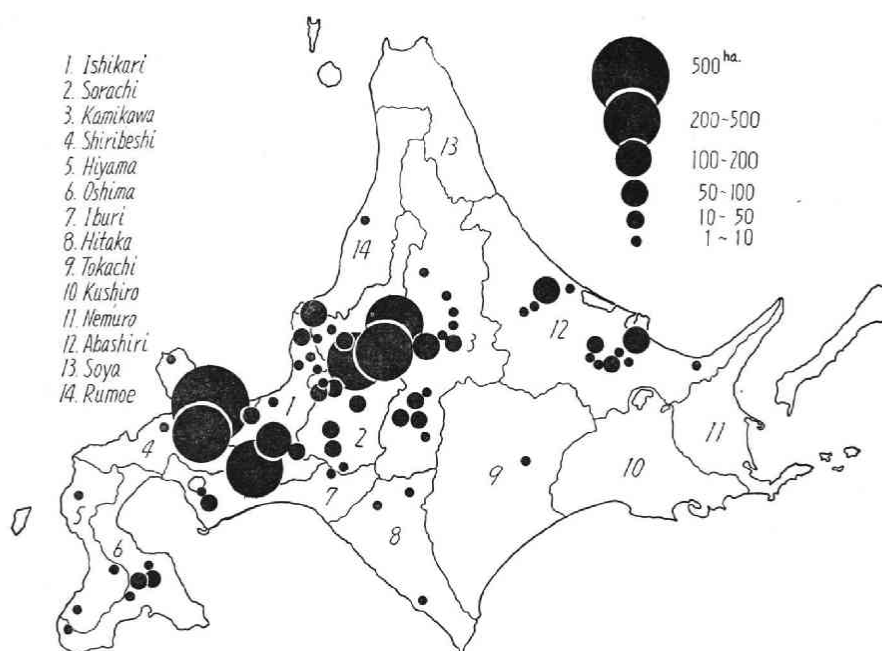 1. Ishikari
2. Sorachi
3. Kamikawa
4. Shiribeshi
5. Hiyama
6. Oshima
7. Iburi
8. Hitaka
9. Tokachi
10 Kushiro
11. Nemuro
12. Abashiri
13. Soya
14. Rumoe
500 ha.
200~500
100-200
50~100
10-50
1~10
13
14
12
3
1
4
2
11
9
10
7
5
8
6